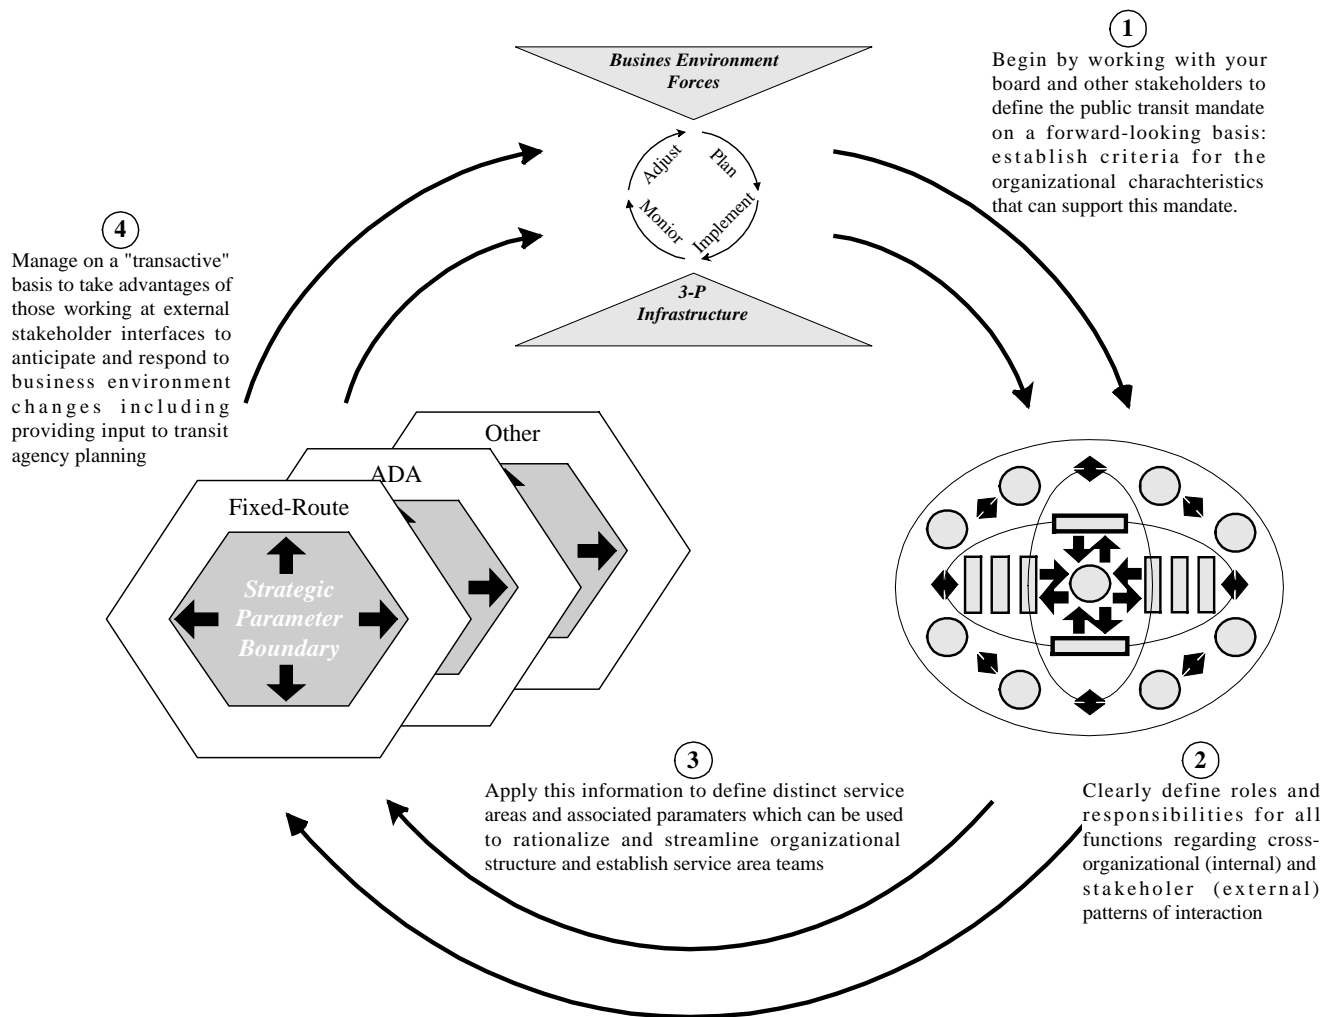 Busines Environment
Forces
Adjust
Plan
Monior
Implement
3-P
Infrastructure
1
Begin by working with your
board and other stakeholders to
define the public transit mandate
on a forward-looking basis:
establish criteria for the
organizational charachteristics
that can support this mandate.
4
Manage on a "transactive"
basis to take advantages of
those working at external
stakeholder interfaces to
anticipate and respond to
business environment
changes including
providing input to transit
agency planning
Other
ADA
Fixed-Route
Strategic
Parameter
Boundary
3
Apply this information to define distinct service
areas and associated paramaters which can be used
to rationalize and streamline organizational
structure and establish service area teams
2
Clearly define roles and
responsibilities for all
functions regarding cross-
organizational (internal) and
stakeholer (external)
patterns of interaction